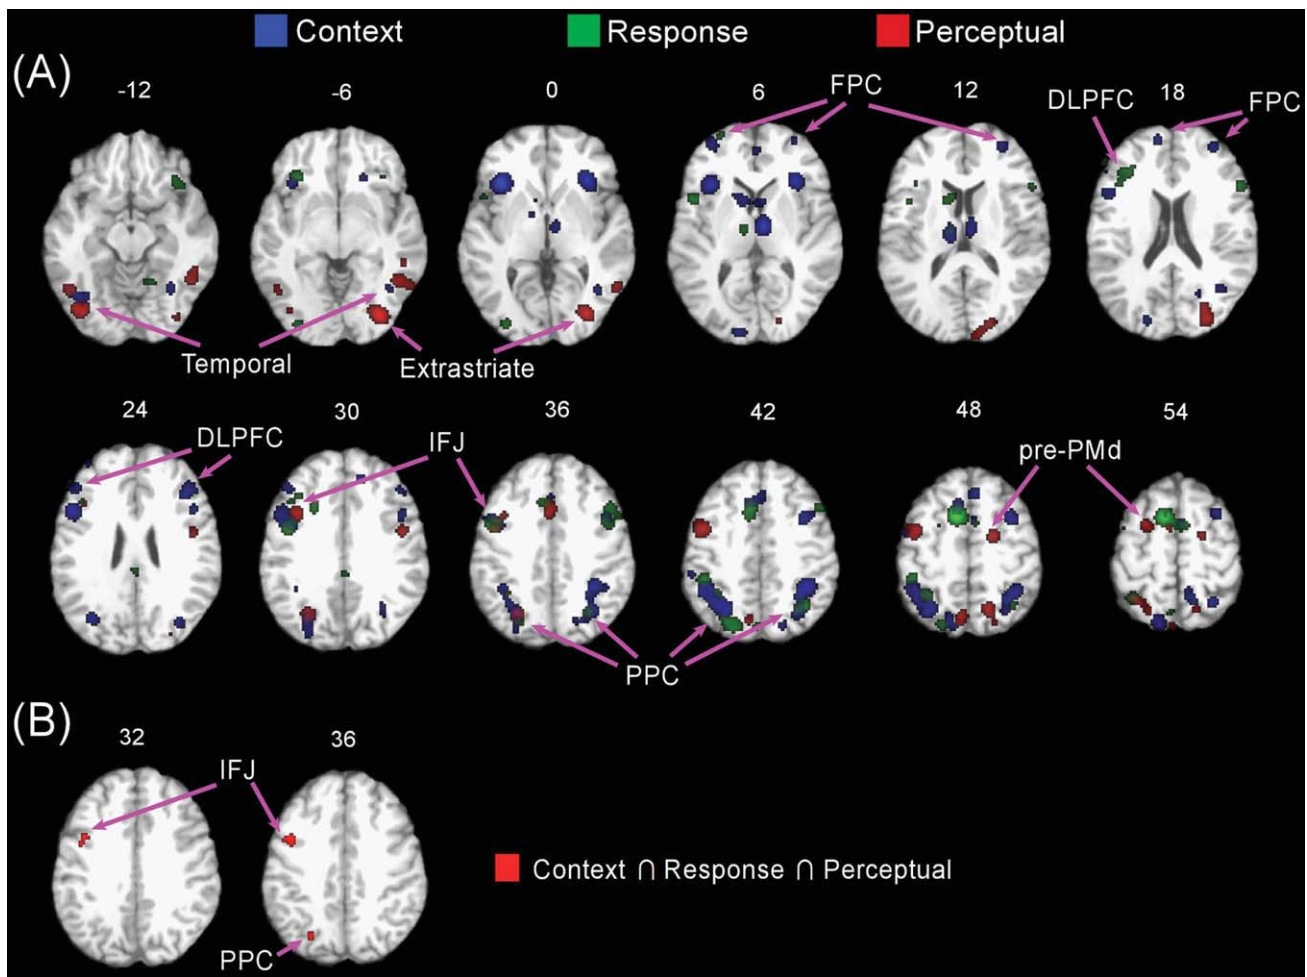 Context Response Perceptual
(A)
-12 -6 0 6 FPC 12 DLPFC 18 FPC
Temporal Extrastriate
24 30 36 42 48 54
DLPFC IFJ pre-PMd
PPC
(B)
32 36
IFJ
Context ∩ Response ∩ Perceptual
PPC